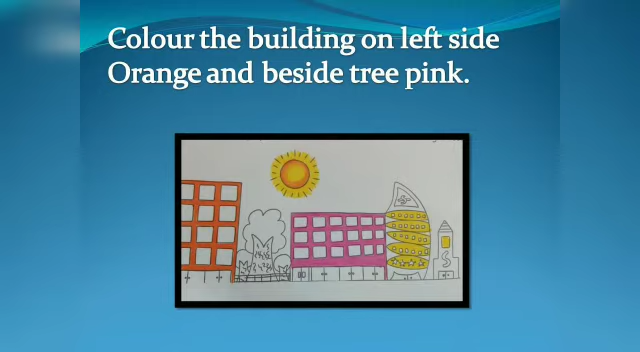 Colour the building on left side
Orange and beside tree pink.